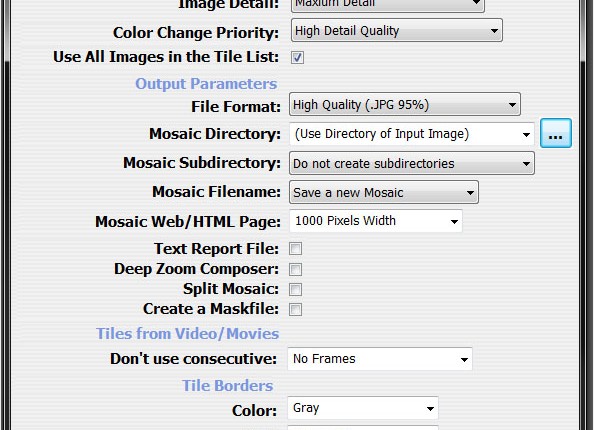 Image Detail: Maxium Detail
Color Change Priority: High Detail Quality
Use All Images in the Tile List:
Output Parameters
File Format: High Quality (.JPG 95%)
Mosaic Directory: (Use Directory of Input Image) ...
Mosaic Subdirectory: Do not create subdirectories
Mosaic Filename: Save a new Mosaic
Mosaic Web/HTML Page: 1000 Pixels Width
Text Report File:
Deep Zoom Composer:
Split Mosaic:
Create a Maskfile:
Tiles from Video/Movies
Don't use consecutive: No Frames
Tile Borders
Color: Gray